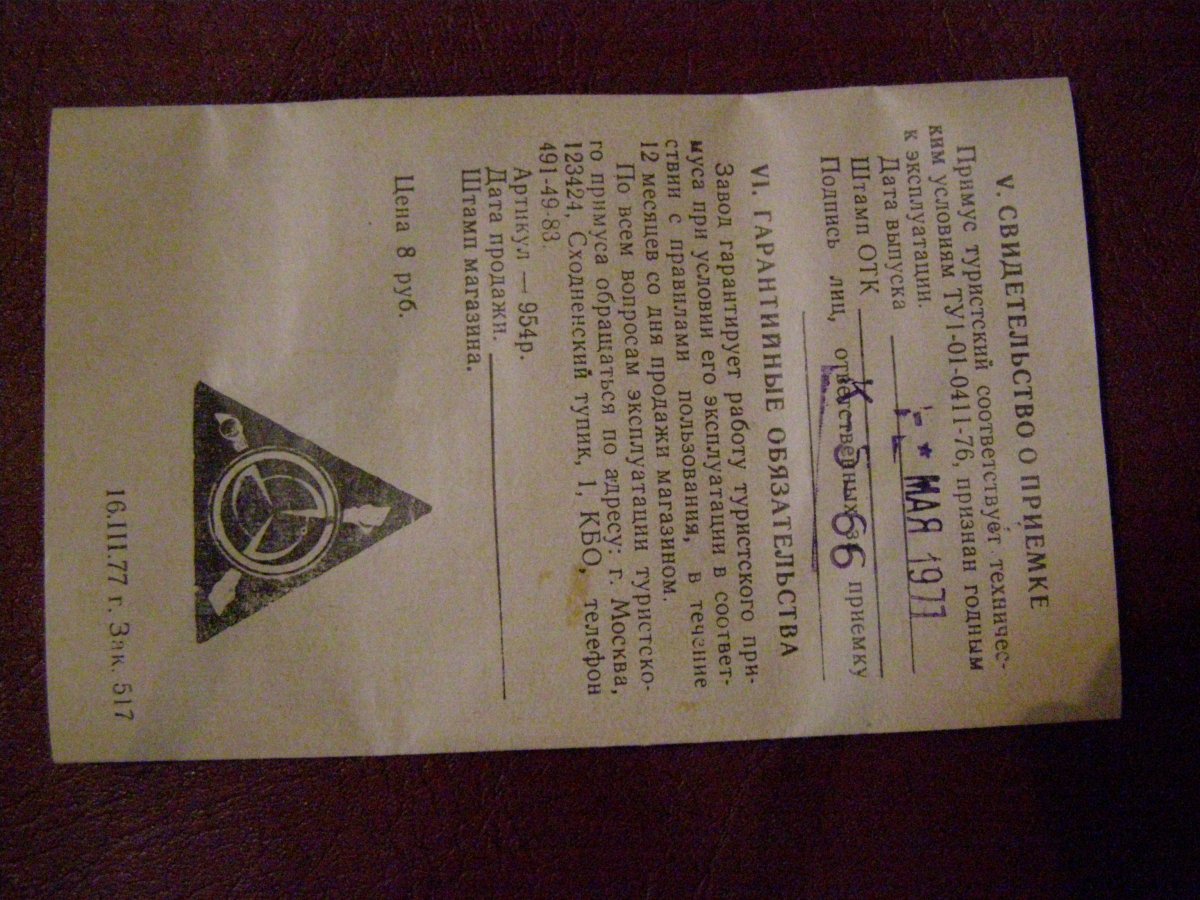 V. СВИДЕТЕЛЬСТВО О ПРИЕМКЕ
Примус туристский соответствует техничес-
ким условиям ТУ1-01-0411-76, признан годным
к эксплуатации.
Дата выпуска МАЯ 1977
Штамп ОТК
Подпись лиц, ответственных за приемку
К-5 66
VI. ГАРАНТИЙНЫЕ ОБЯЗАТЕЛЬСТВА
Завод гарантирует работу туристского при-
муса при условии его эксплуатации в соответ-
ствии с правилами пользования, в течение
12 месяцев со дня продажи магазином.
По всем вопросам эксплуатации туристско-
го примуса обращаться по адресу: г. Москва,
123424, Сходненский тупик, 1, КБО, телефон
491-49-83
Артикул — 954р.
Дата продажи.
Штамп магазина.
Цена 8 руб.
16.III.77 г. Зак. 517